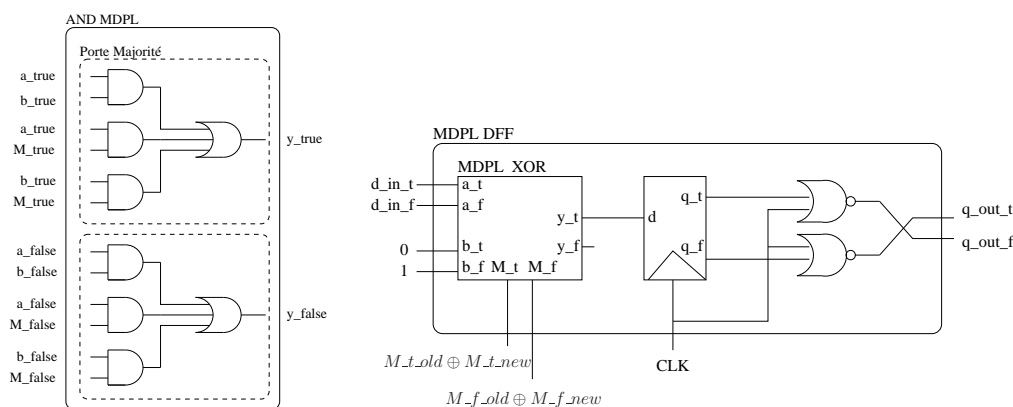 AND MDPL
Porte Majorité
a_true
b_true
a_true
M_true
b_true
M_true
y_true
a_false
b_false
a_false
M_false
b_false
M_false
y_false
MDPL DFF
MDPL XOR
d_in_t
d_in_f
a_t
a_f
y_t
y_f
0
1
b_t
b_f
M_t M_f
d
q_t
q_f
q_out_t
q_out_f
CLK
M_t_old ⊕ M_t_new
M_f_old ⊕ M_f_new